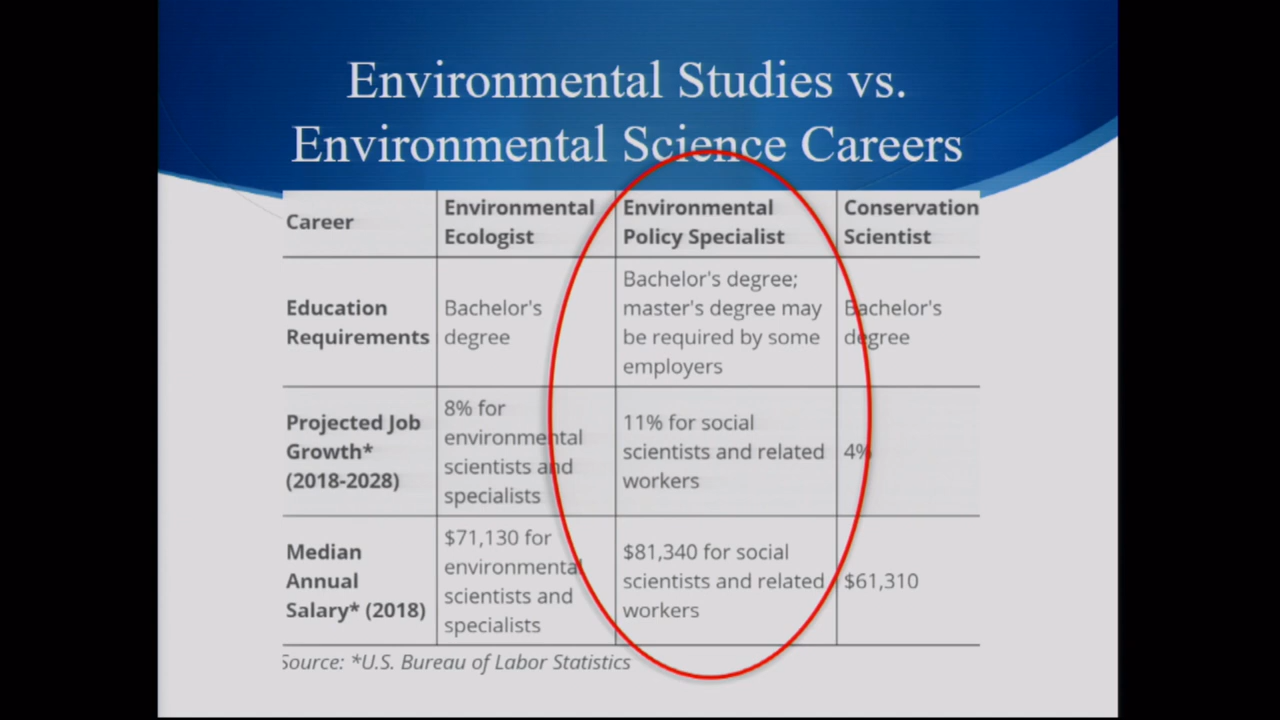 Environmental Studies vs.
Environmental Science Careers
Career
Environmental
Ecologist
Environmental
Policy Specialist
Conservation
Scientist
Education
Requirements
Bachelor's
degree
Bachelor's degree;
master's degree may
be required by some
employers
Bachelor's
degree
Projected Job
Growth*
(2018-2028)
8% for
environmental
scientists and
specialists
11% for social
scientists and related
workers
4%
Median
Annual
Salary* (2018)
$71,130 for
environmental
scientists and
specialists
$81,340 for social
scientists and related
workers
$61,310
Source: *U.S. Bureau of Labor Statistics